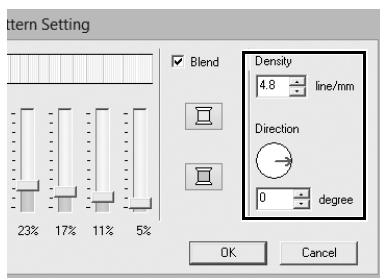 ttern Setting
Blend
Density
4.8 line/mm
Direction
0 degree
23% 17% 11% 5%
OK Cancel